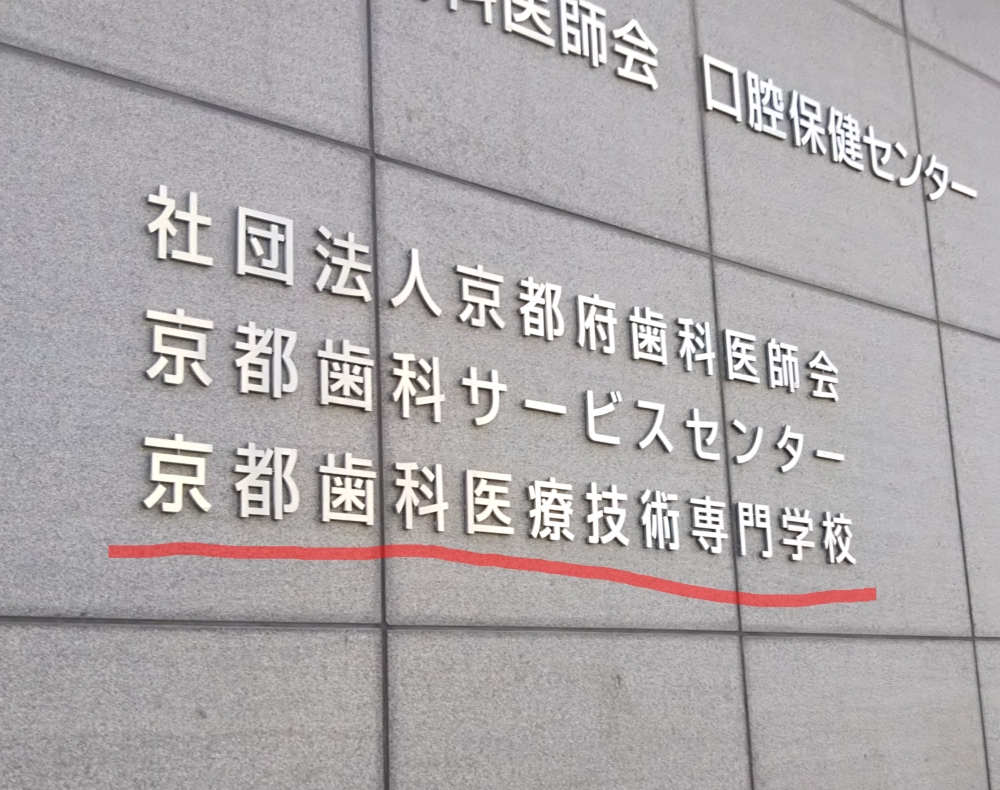 科医師会 口腔保健センター
社団法人京都府歯科医師会
京都歯科サービスセンター
京都歯科医療技術専門学校